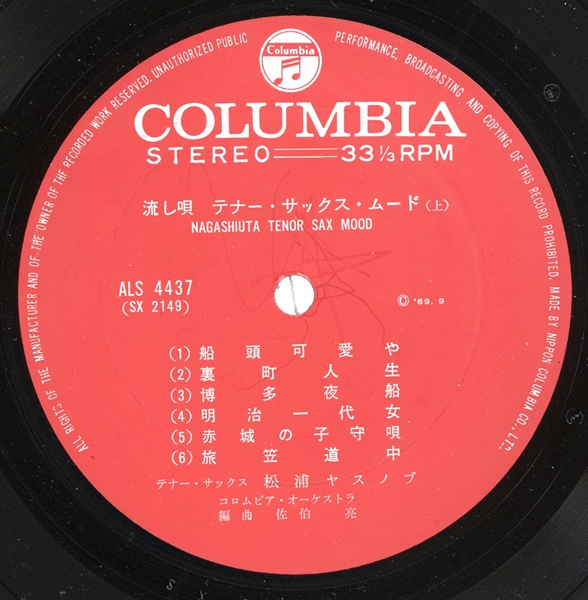 ALL RIGHTS OF THE MANUFACTURER AND OF THE OWNER OF THE RECORDED WORK RESERVED. UNAUTHORIZED PUBLIC PERFORMANCE, BROADCASTING AND COPYING OF THIS RECORD PROHIBITED. MADE BY NIPPON COLUMBIA CO., LTD.
Columbia
COLUMBIA
STEREO 33 1/3 RPM
流し唄 テナー・サックス・ムード(上)
NAGASHIUTA TENOR SAX MOOD
ALS 4437
(SX 2149)
Ⓒ '69. 9
(1) 船頭可愛や
(2) 裏町人生
(3) 博多夜船
(4) 明治一代女
(5) 赤城の子守唄
(6) 旅笠道中
テナー・サックス 松浦ヤスノブ
コロムビア・オーケストラ
編曲 佐伯 亮